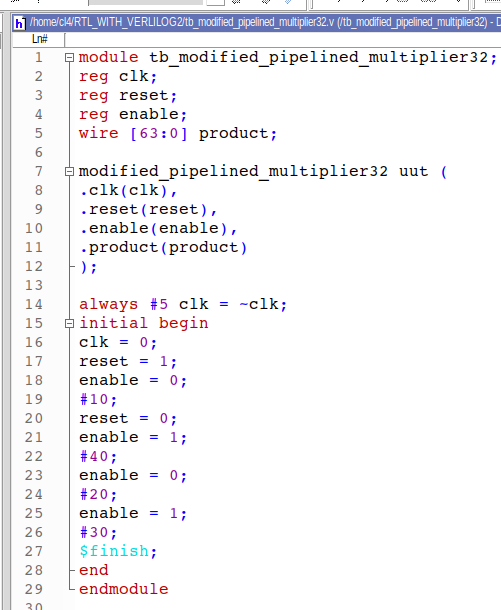 /home/cl4/RTL_WITH_VERLILOG2/tb_modified_pipelined_multiplier32.v (/tb_modified_pipelined_multiplier32) - D
Ln#
1 module tb_modified_pipelined_multiplier32;
2 reg clk;
3 reg reset;
4 reg enable;
5 wire [63:0] product;
6
7 modified_pipelined_multiplier32 uut (
8 .clk(clk),
9 .reset(reset),
10 .enable(enable),
11 .product(product)
12 );
13
14 always #5 clk = ~clk;
15 initial begin
16 clk = 0;
17 reset = 1;
18 enable = 0;
19 #10;
20 reset = 0;
21 enable = 1;
22 #40;
23 enable = 0;
24 #20;
25 enable = 1;
26 #30;
27 $finish;
28 end
29 endmodule
30